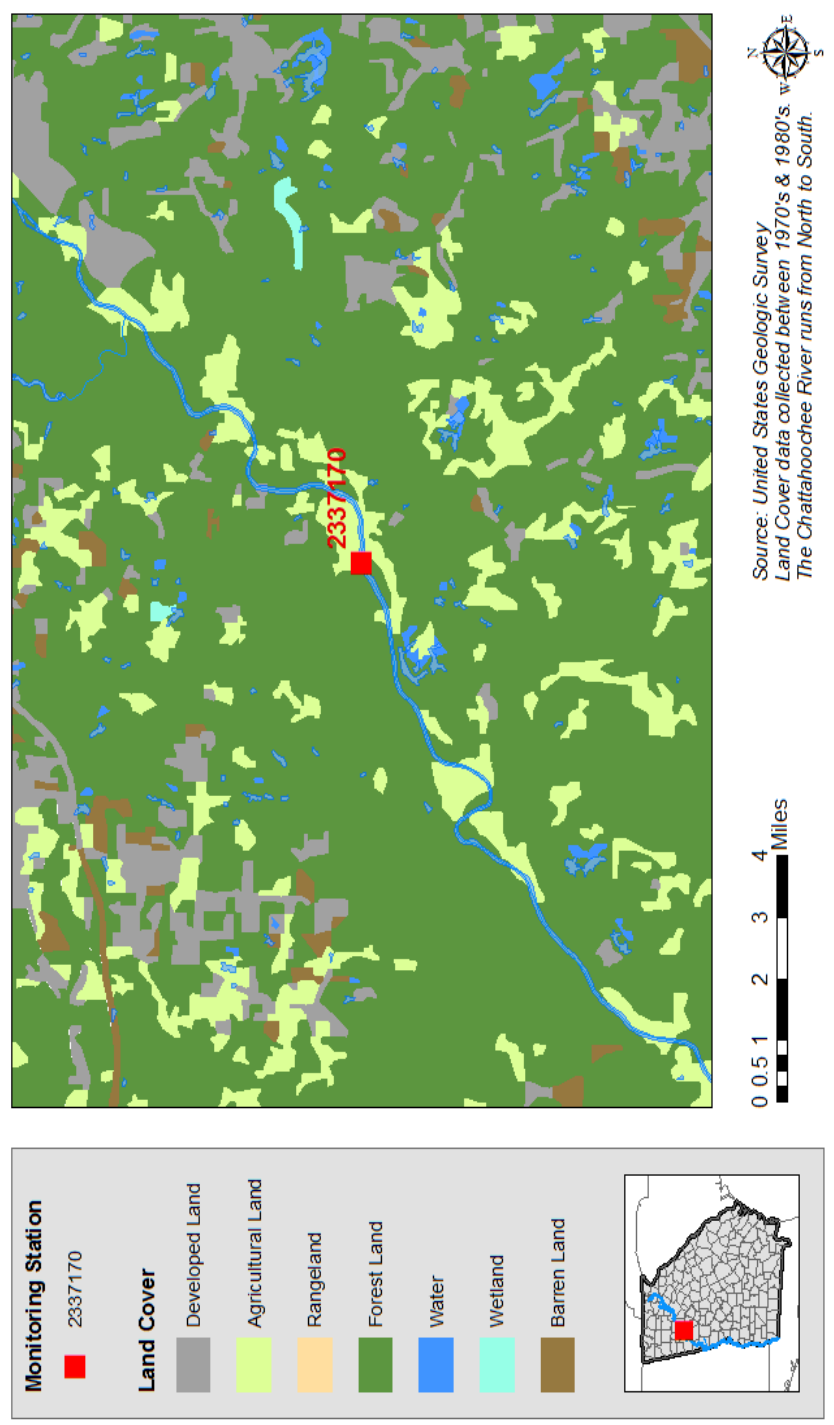 Monitoring Station
2337170
Land Cover
Developed Land
Agricultural Land
Rangeland
Forest Land
Water
Wetland
Barren Land
2337170
0 0.5 1 2 3 4
Miles
Source: United States Geologic Survey
Land Cover data collected between 1970's & 1980's.
The Chattahoochee River runs from North to South.
N
W
E
S